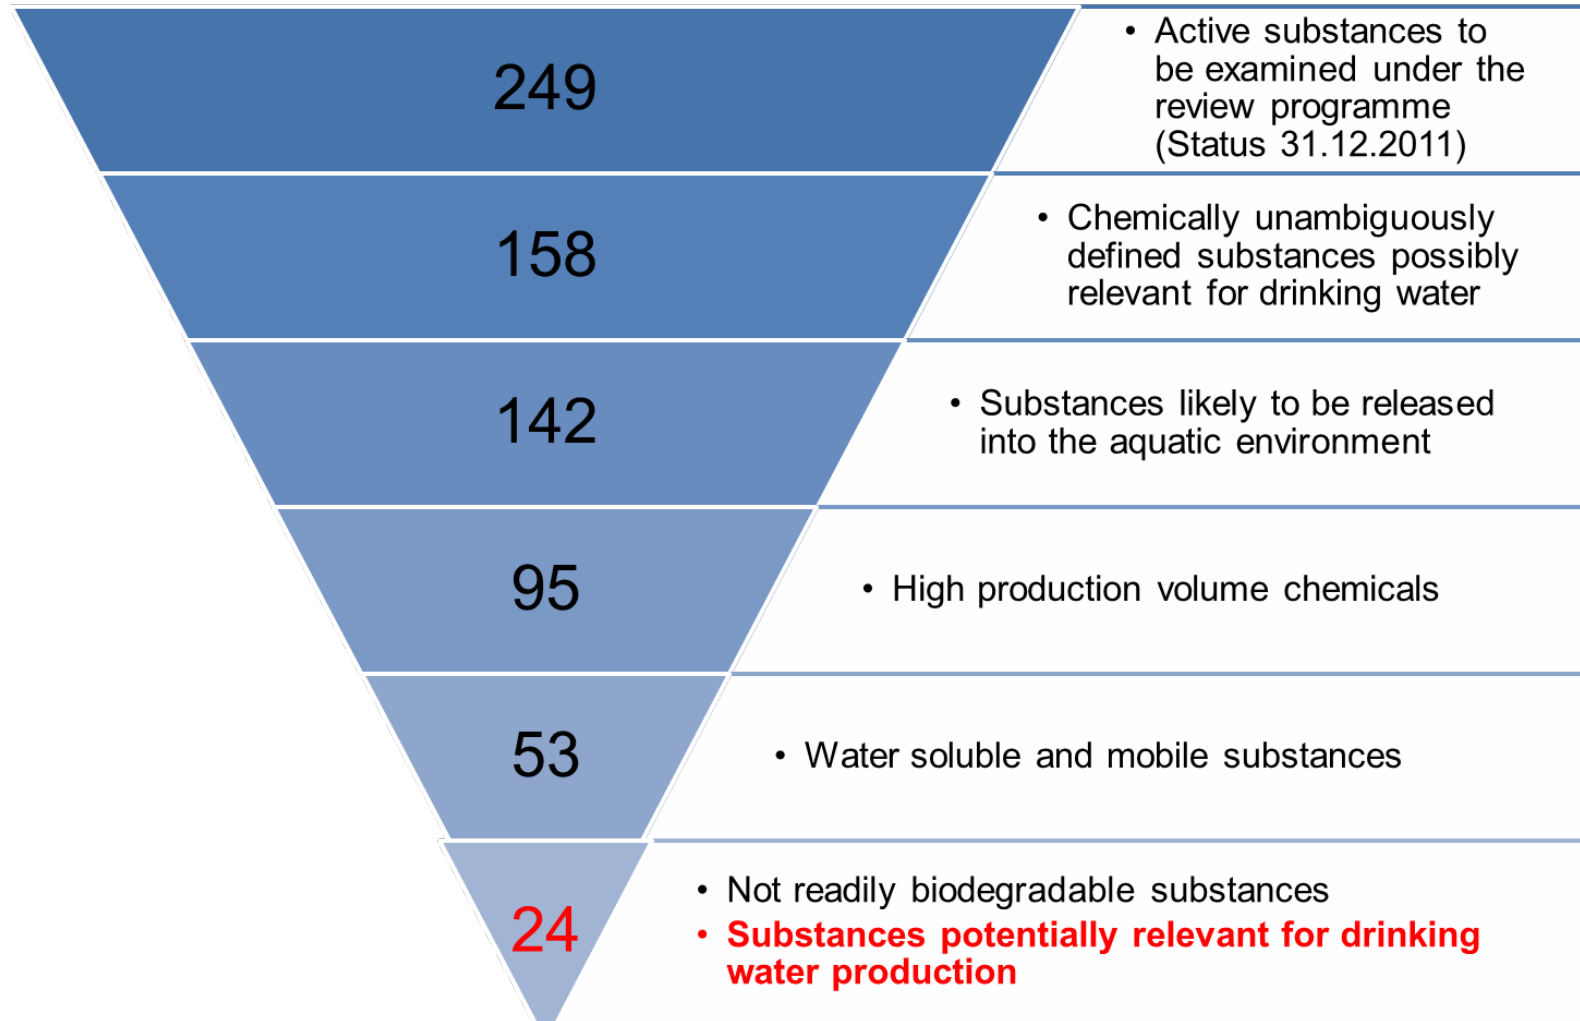 249
• Active substances to
be examined under the
review programme
(Status 31.12.2011)
158
• Chemically unambiguously
defined substances possibly
relevant for drinking water
142
• Substances likely to be released
into the aquatic environment
95
• High production volume chemicals
53
• Water soluble and mobile substances
24
• Not readily biodegradable substances
• Substances potentially relevant for drinking
water production